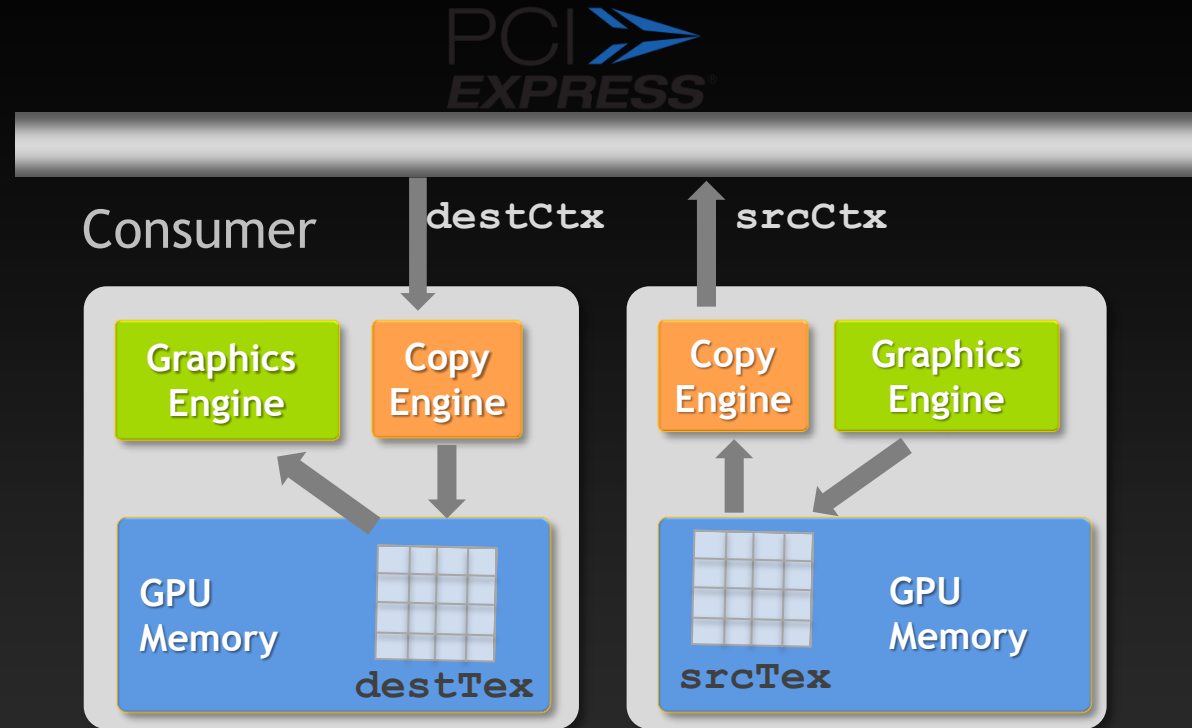 PCI
EXPRESS®
Consumer
destCtx
srcCtx
Graphics
Engine
Copy
Engine
Copy
Engine
Graphics
Engine
GPU
Memory
destTex
srcTex
GPU
Memory